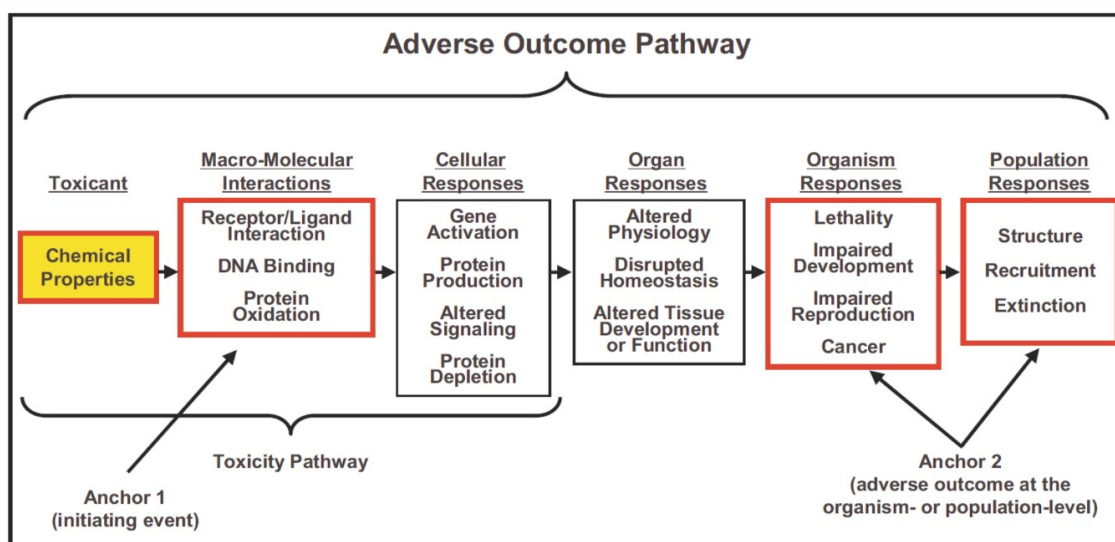 Adverse Outcome Pathway
Toxicant
Macro-Molecular
Interactions
Cellular
Responses
Organ
Responses
Organism
Responses
Population
Responses
Chemical
Properties
Receptor/Ligand
Interaction
DNA Binding
Protein
Oxidation
Gene
Activation
Protein
Production
Altered
Signaling
Protein
Depletion
Altered
Physiology
Disrupted
Homeostasis
Altered Tissue
Development
or Function
Lethality
Impaired
Development
Impaired
Reproduction
Cancer
Structure
Recruitment
Extinction
Toxicity Pathway
Anchor 1
(initiating event)
Anchor 2
(adverse outcome at the
organism- or population-level)